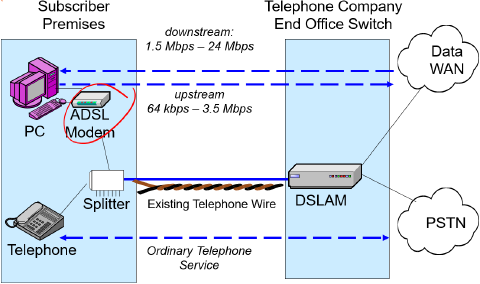 Subscriber
Premises
Telephone Company
End Office Switch
downstream:
1.5 Mbps – 24 Mbps
upstream
64 kbps – 3.5 Mbps
Data
WAN
PC
ADSL
Modem
Splitter
Existing Telephone Wire
DSLAM
PSTN
Telephone
Ordinary Telephone
Service